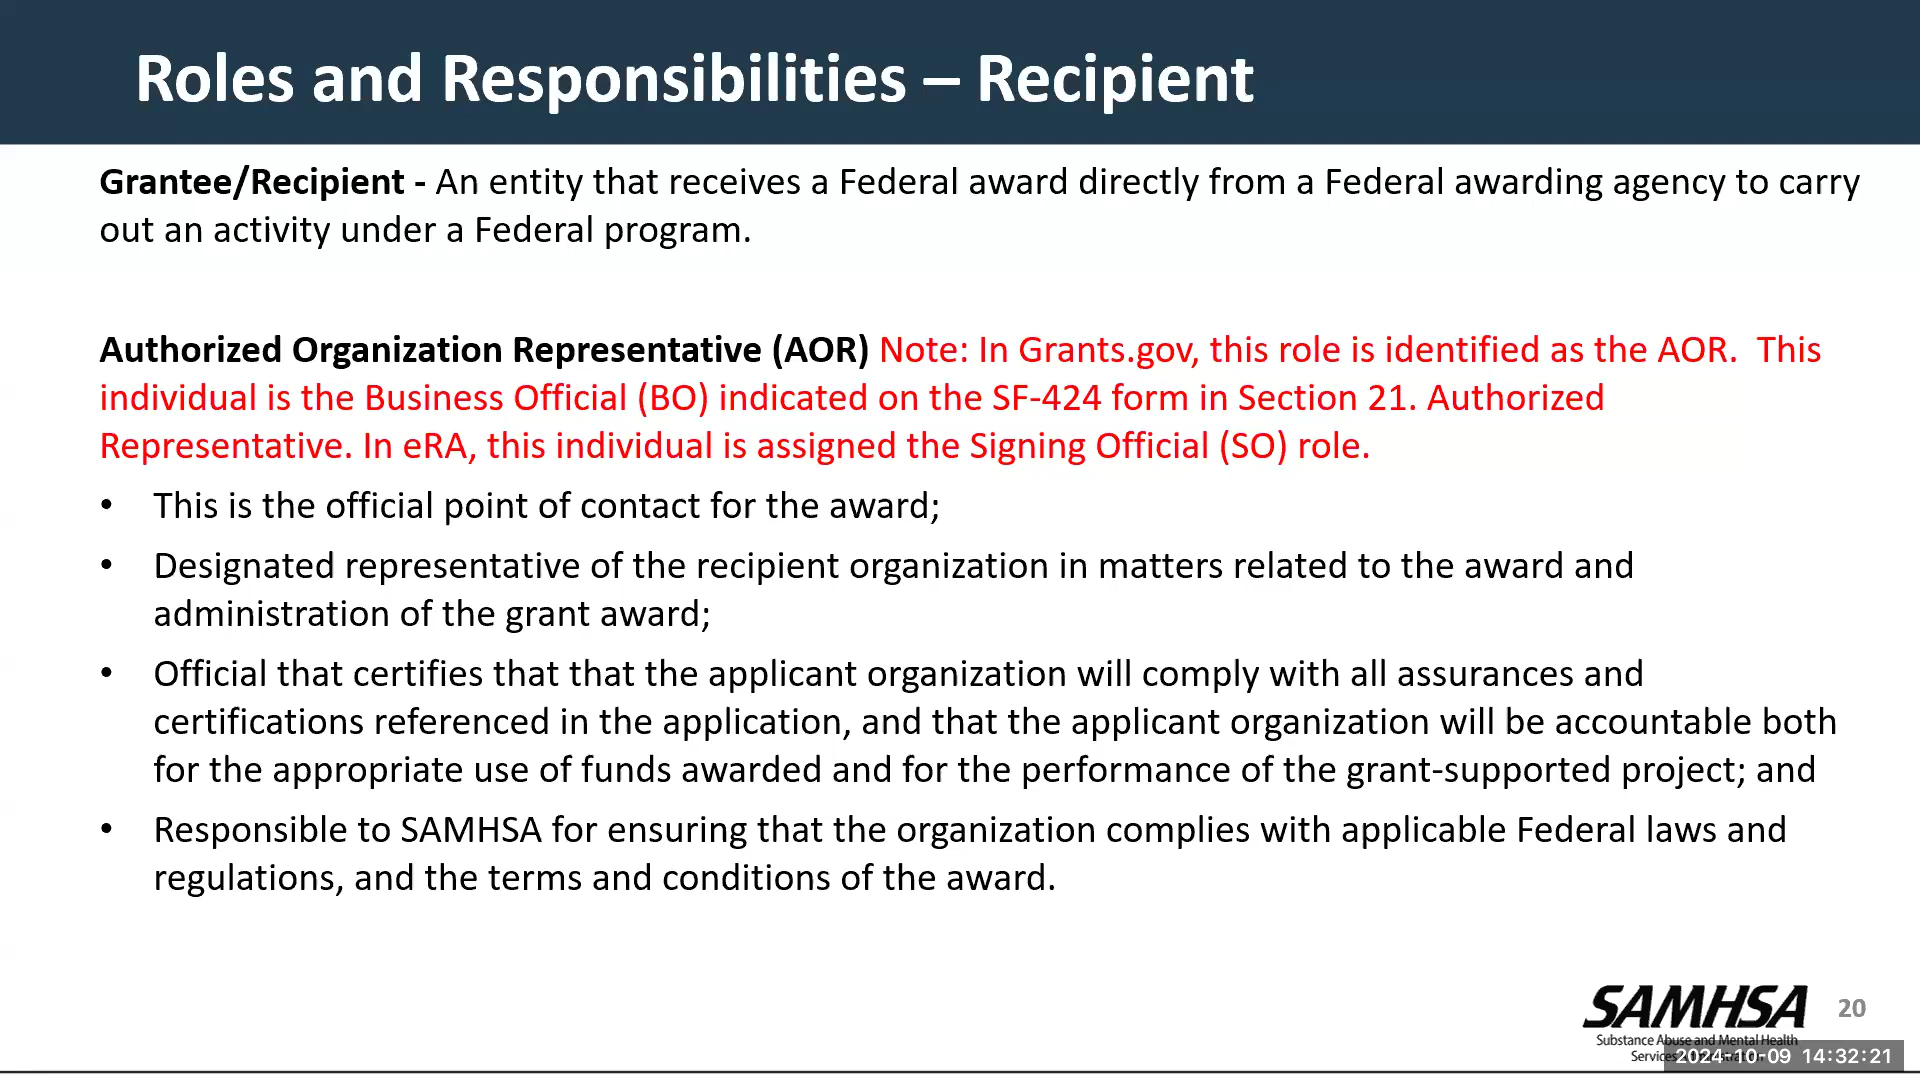 Roles and Responsibilities – Recipient
Grantee/Recipient - An entity that receives a Federal award directly from a Federal awarding agency to carry
out an activity under a Federal program.
Authorized Organization Representative (AOR) Note: In Grants.gov, this role is identified as the AOR.  This
individual is the Business Official (BO) indicated on the SF-424 form in Section 21. Authorized
Representative. In eRA, this individual is assigned the Signing Official (SO) role.
• This is the official point of contact for the award;
• Designated representative of the recipient organization in matters related to the award and
administration of the grant award;
• Official that certifies that that the applicant organization will comply with all assurances and
certifications referenced in the application, and that the applicant organization will be accountable both
for the appropriate use of funds awarded and for the performance of the grant-supported project; and
• Responsible to SAMHSA for ensuring that the organization complies with applicable Federal laws and
regulations, and the terms and conditions of the award.
SAMHSA
20
Substance Abuse and Mental Health
Services
2024-10-09 14:32:21